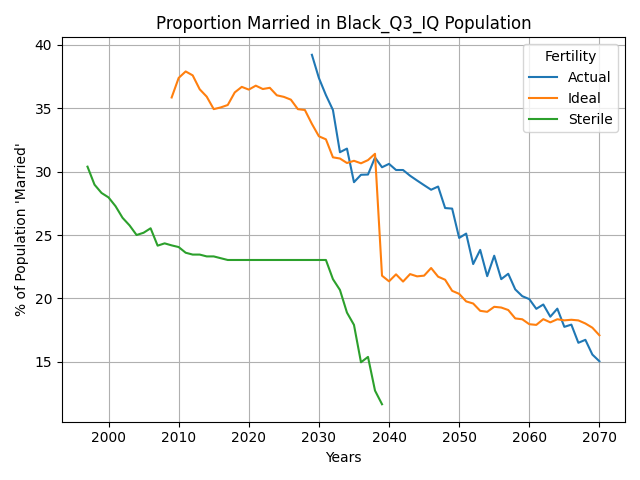 Proportion Married in Black_Q3_IQ Population
% of Population 'Married'
40
35
30
25
20
15
Fertility
Actual
Ideal
Sterile
2000 2010 2020 2030 2040 2050 2060 2070
Years